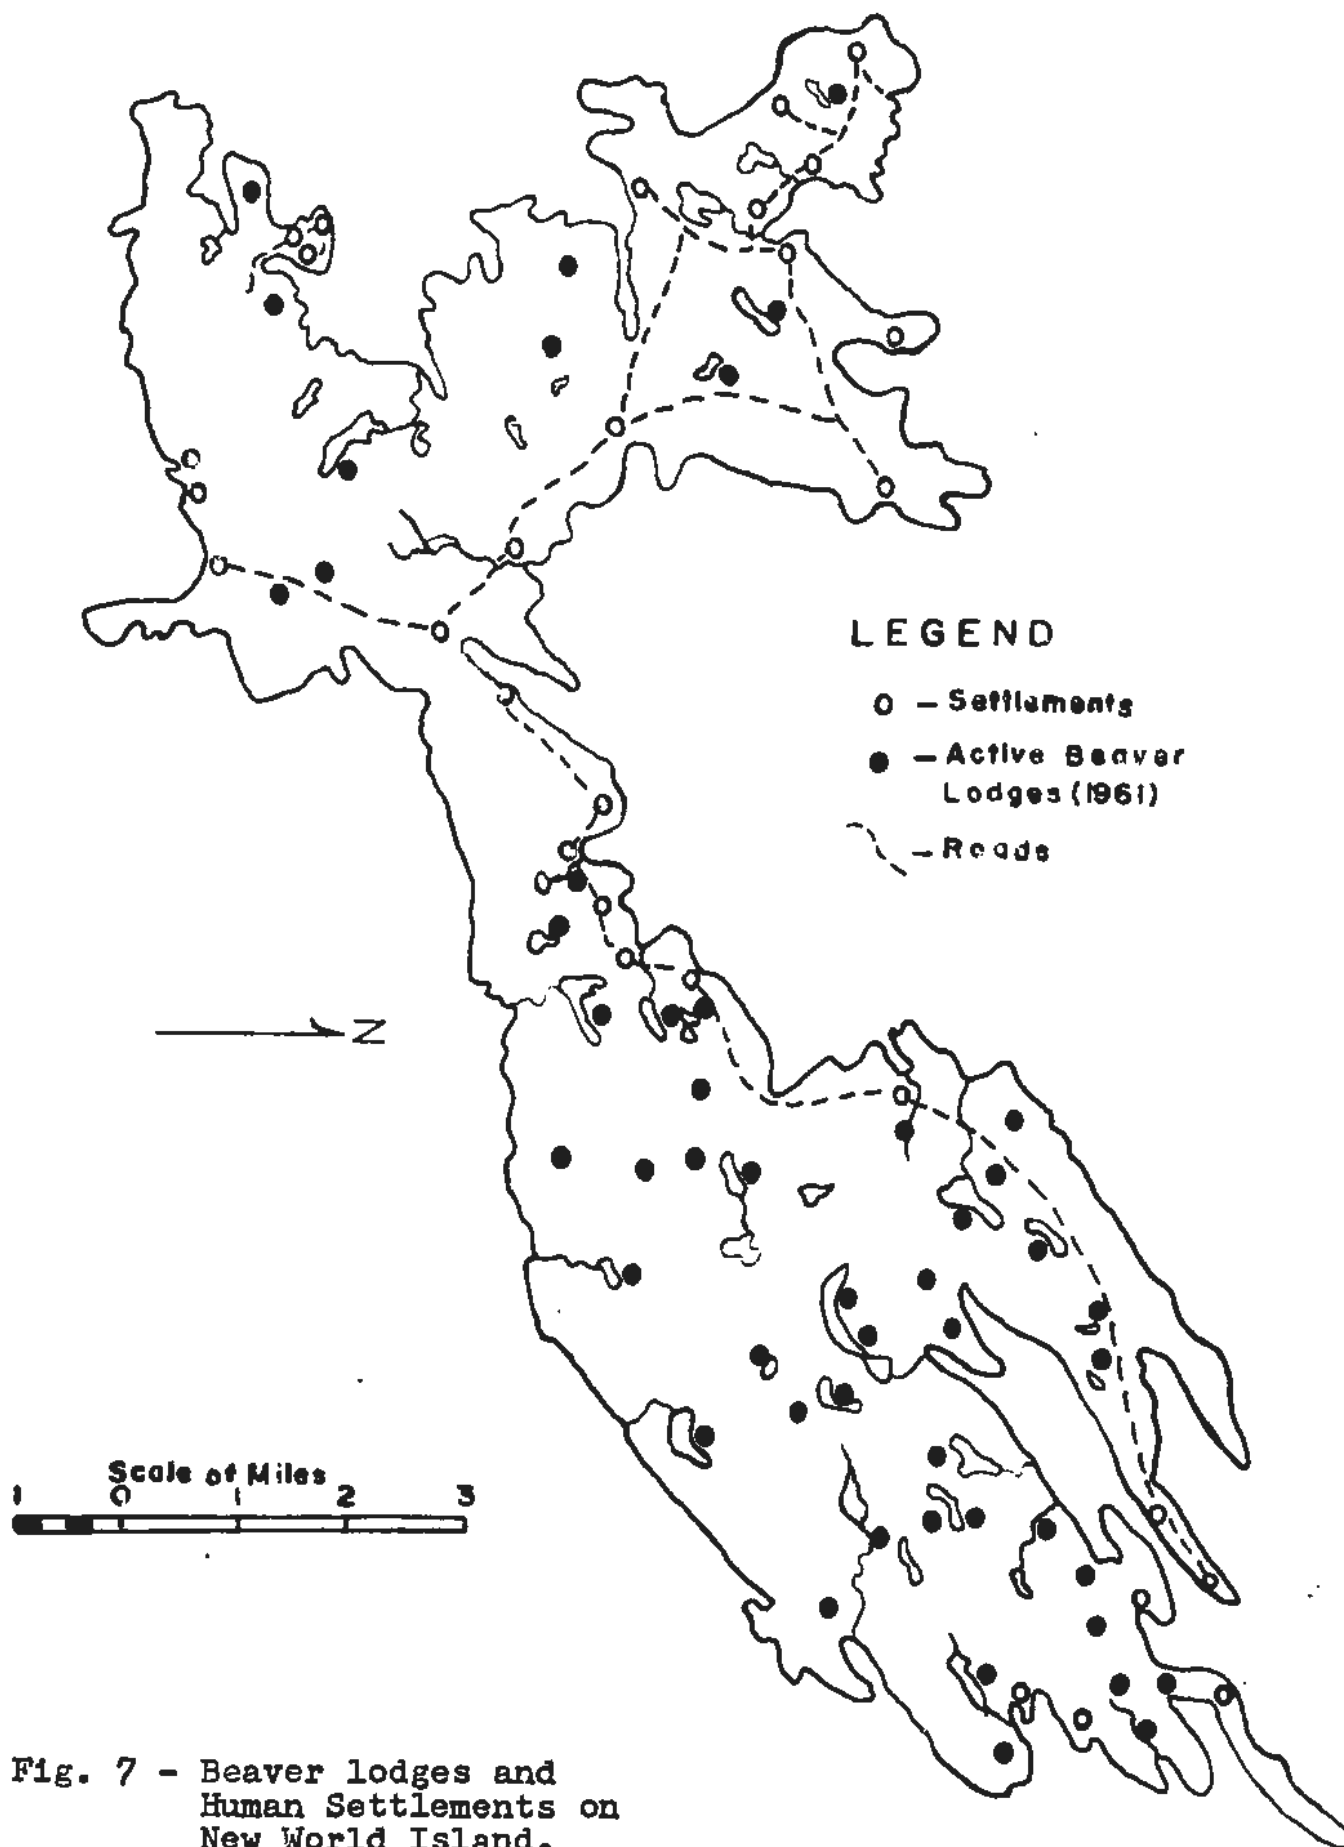 LEGEND
O - Settlements
● - Active Beaver
Lodges (1961)
- Roads
N
Scale of Miles
1 0 1 2 3
Fig. 7 - Beaver lodges and
Human Settlements on
New World Island.